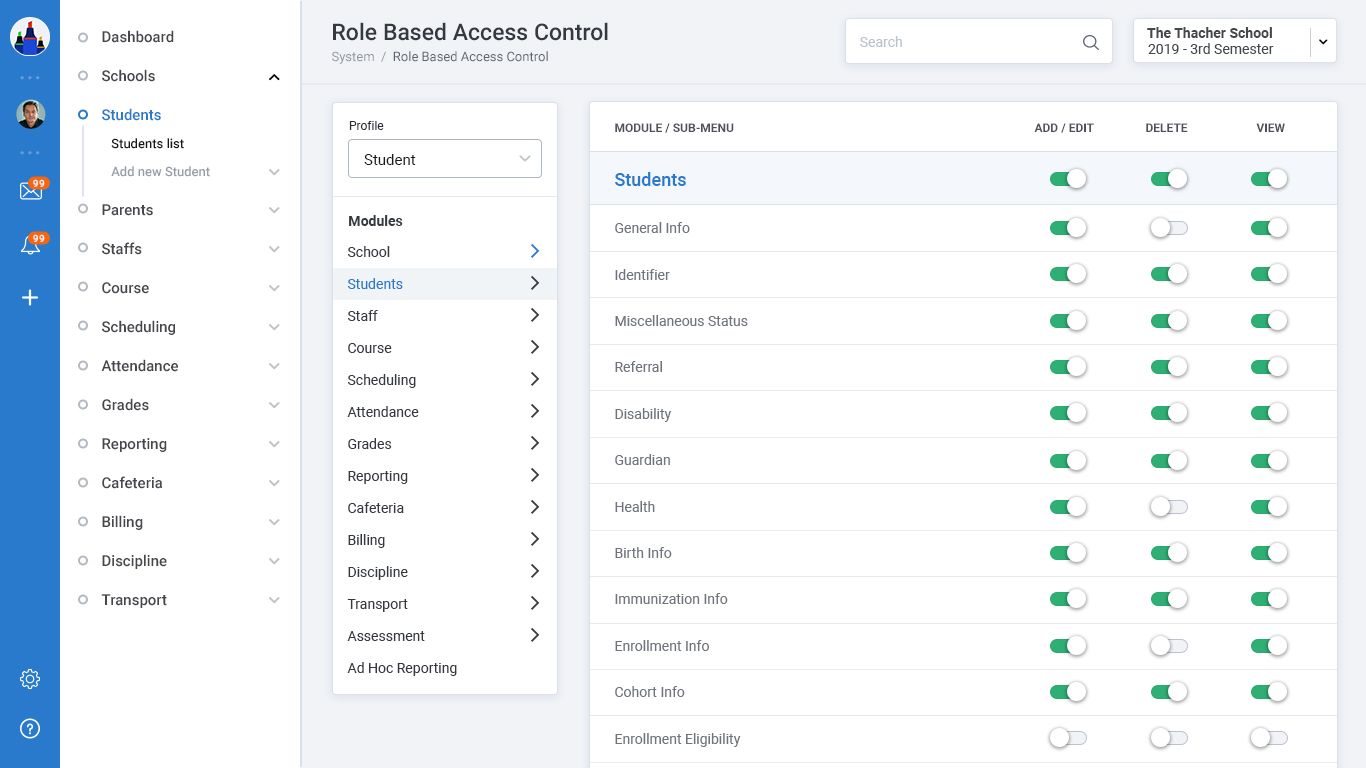 99
99
Dashboard
Schools
Students
Students list
Add new Student
Parents
Staffs
Course
Scheduling
Attendance
Grades
Reporting
Cafeteria
Billing
Discipline
Transport
Role Based Access Control
System / Role Based Access Control
Search
The Thacher School
2019 - 3rd Semester
Profile
Student
Modules
School
Students
Staff
Course
Scheduling
Attendance
Grades
Reporting
Cafeteria
Billing
Discipline
Transport
Assessment
Ad Hoc Reporting
MODULE / SUB-MENU ADD / EDIT DELETE VIEW
Students
General Info
Identifier
Miscellaneous Status
Referral
Disability
Guardian
Health
Birth Info
Immunization Info
Enrollment Info
Cohort Info
Enrollment Eligibility